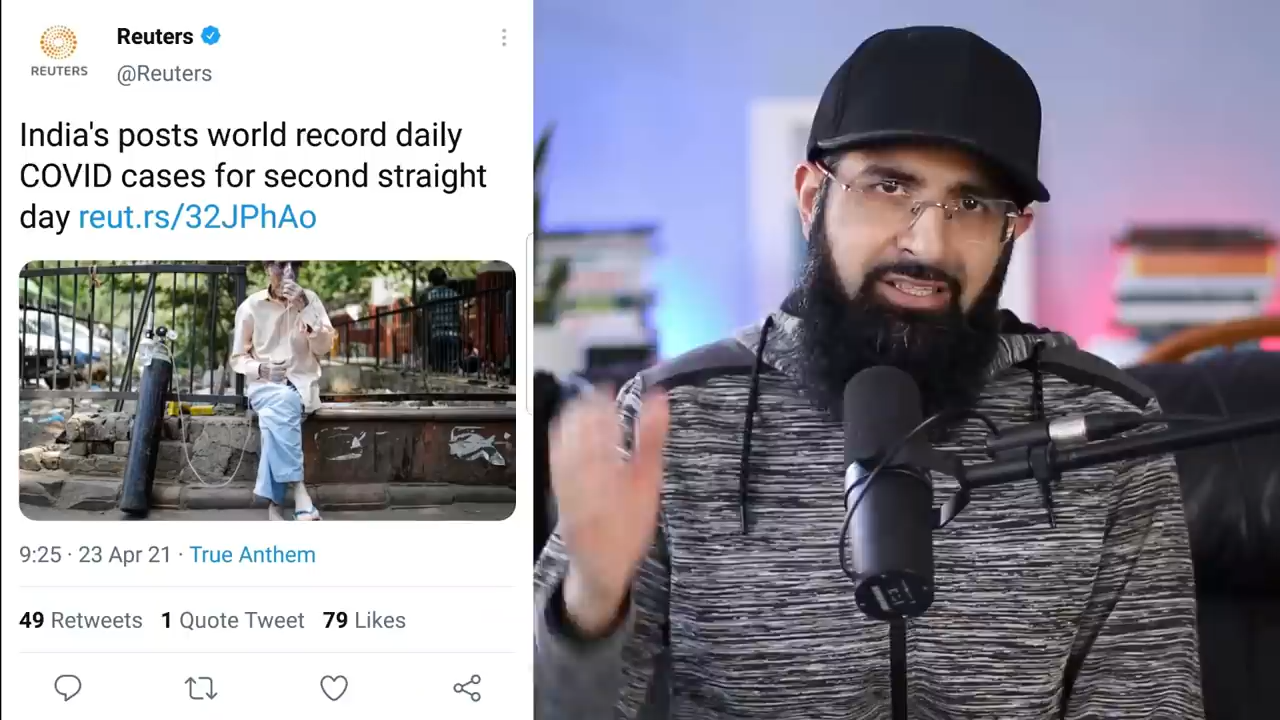 Reuters
REUTERS
@Reuters
India's posts world record daily
COVID cases for second straight
day reut.rs/32JPhAo
9:25 · 23 Apr 21 · True Anthem
49 Retweets 1 Quote Tweet 79 Likes